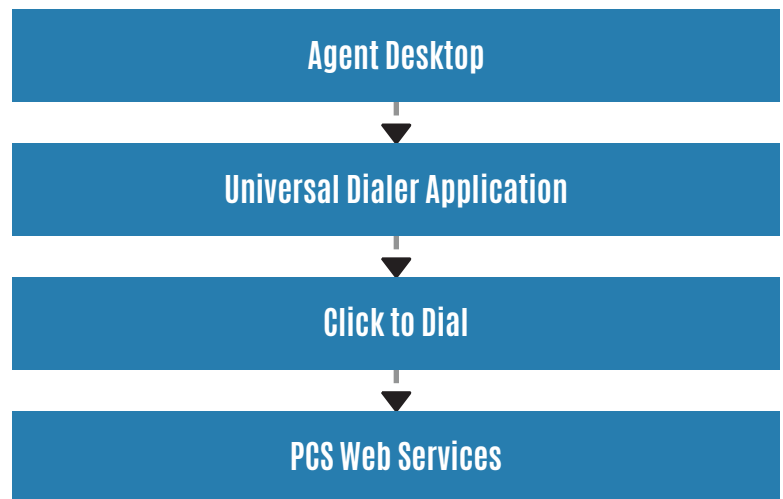 Agent Desktop
Universal Dialer Application
Click to Dial
PCS Web Services